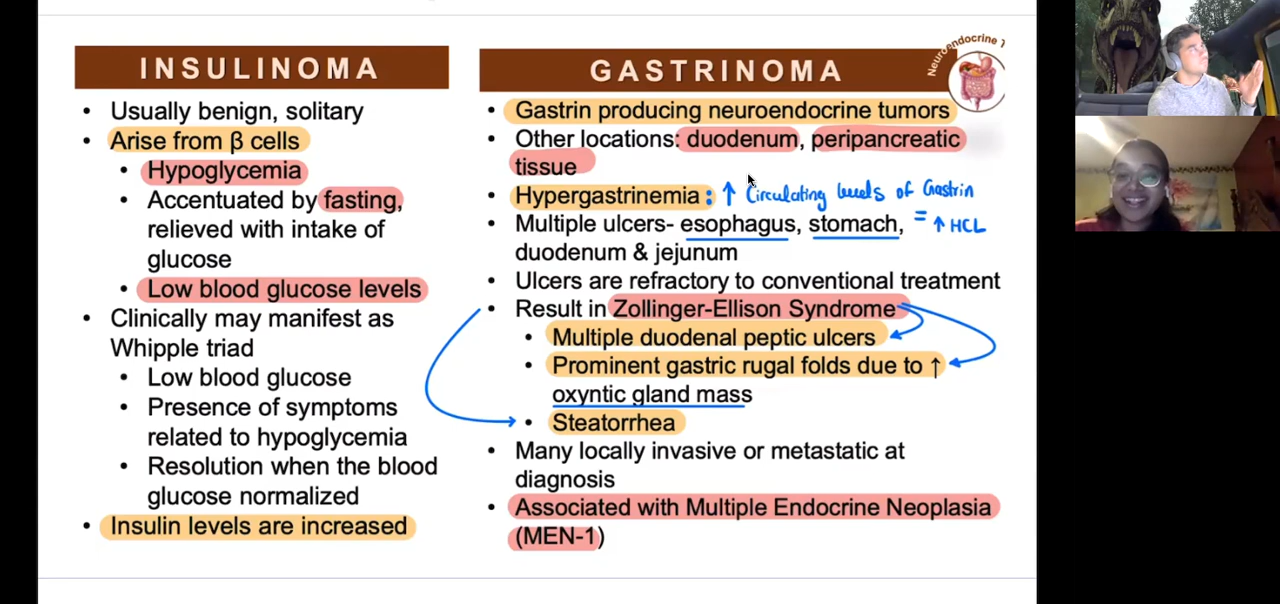 INSULINOMA
• Usually benign, solitary
• Arise from β cells
• Hypoglycemia
• Accentuated by fasting,
relieved with intake of
glucose
• Low blood glucose levels
• Clinically may manifest as
Whipple triad
• Low blood glucose
• Presence of symptoms
related to hypoglycemia
• Resolution when the blood
glucose normalized
• Insulin levels are increased
GASTRINOMA
Neuroendocrine
• Gastrin producing neuroendocrine tumors
• Other locations: duodenum, peripancreatic
tissue
• Hypergastrinemia : ↑ Circulating levels of Gastrin
• Multiple ulcers- esophagus, stomach, = ↑ HCL
duodenum & jejunum
• Ulcers are refractory to conventional treatment
• Result in Zollinger-Ellison Syndrome
• Multiple duodenal peptic ulcers
• Prominent gastric rugal folds due to ↑
oxyntic gland mass
• Steatorrhea
• Many locally invasive or metastatic at
diagnosis
• Associated with Multiple Endocrine Neoplasia
(MEN-1)